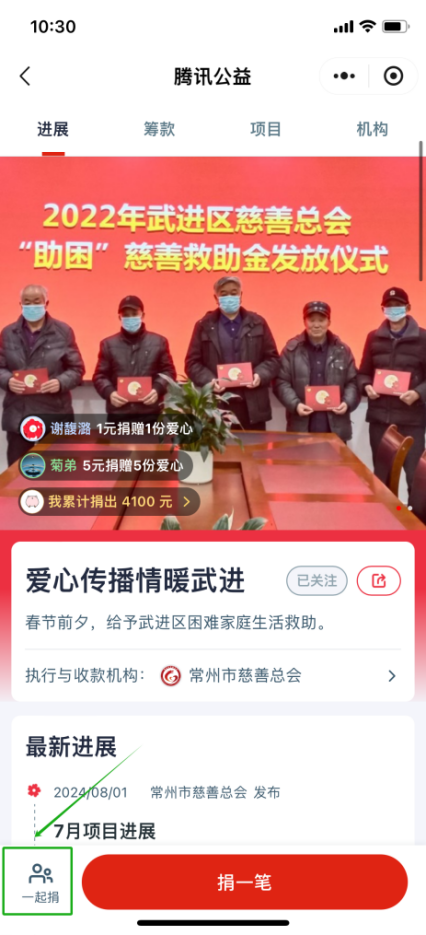 10:30
腾讯公益
进展 筹款 项目 机构
2022年武进区慈善总会
“助困”慈善救助金发放仪式
谢馥潞 1元捐赠1份爱心
菊弟 5元捐赠5份爱心
我累计捐出 4100 元 >
爱心传播情暖武进
已关注
春节前夕，给予武进区困难家庭生活救助。
执行与收款机构： 常州市慈善总会
最新进展
2024/08/01 常州市慈善总会 发布
7月项目进展
一起捐
捐一笔